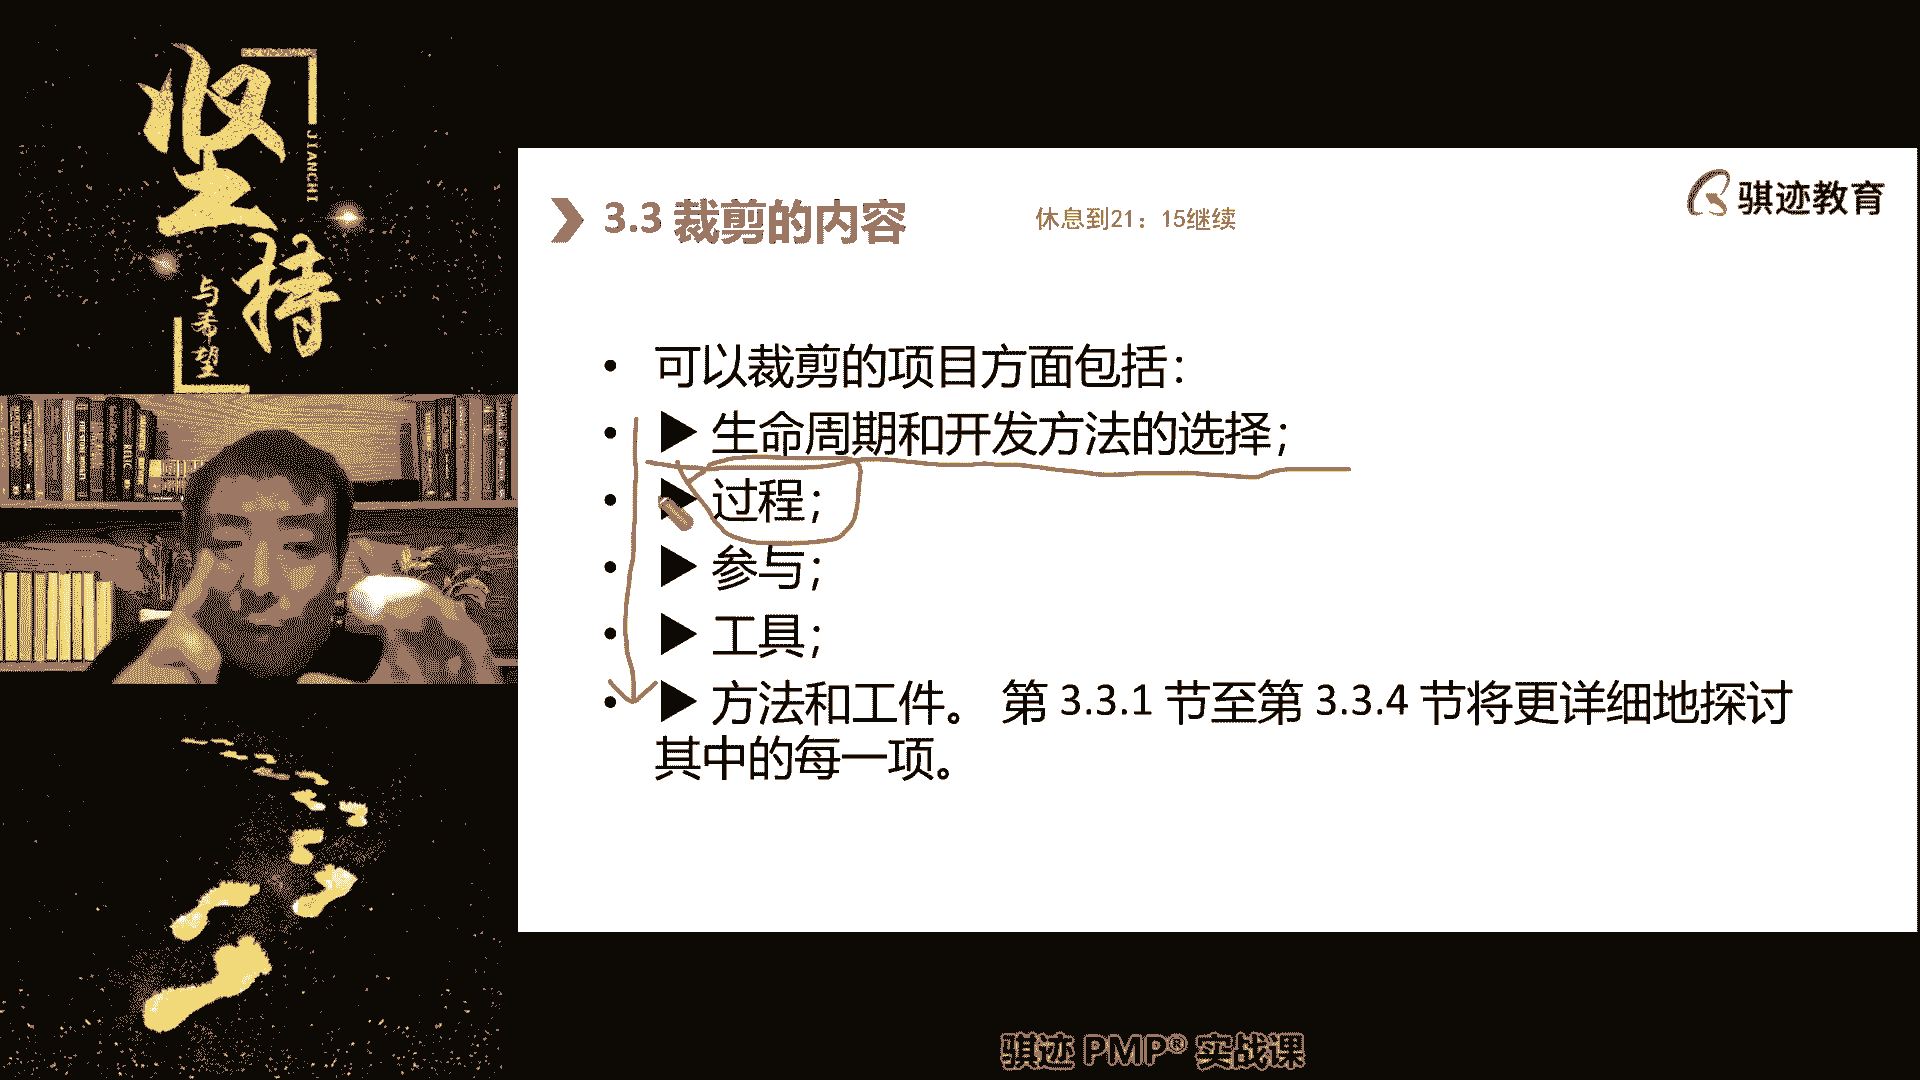 坚持
JIANCHI
与希望
3.3 裁剪的内容
休息到21：15继续
骐迹教育
• 可以裁剪的项目方面包括：
• ▶ 生命周期和开发方法的选择；
• ▶ 过程；
• ▶ 参与；
• ▶ 工具；
• ▶ 方法和工件。 第 3.3.1 节至第 3.3.4 节将更详细地探讨
其中的每一项。
骐迹 PMP® 实战课